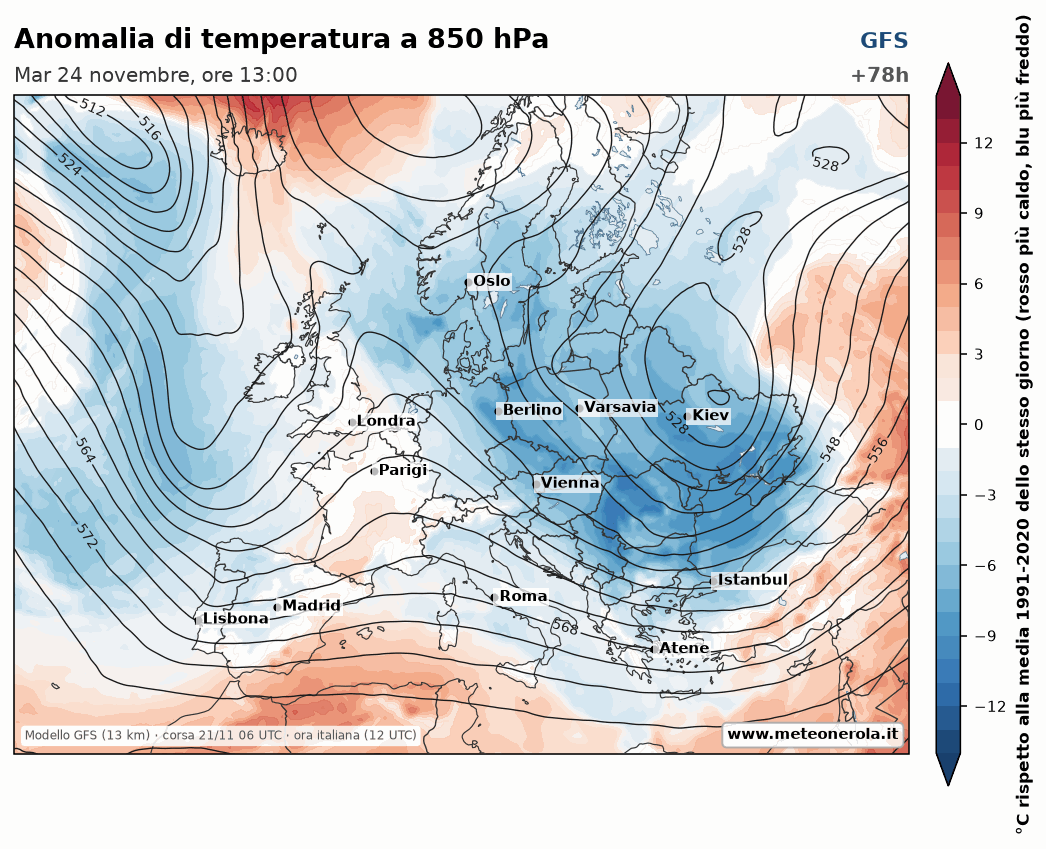 Anomalia di temperatura a 850 hPa
GFS
Mar 24 novembre, ore 13:00
+78h
512
516
524
528
528
Oslo
564
Londra
Berlino
Varsavia
Kiev
528
548
556
Parigi
Vienna
572
Istanbul
Roma
Madrid
Lisbona
568
Atene
Modello GFS (13 km) · corsa 21/11 06 UTC · ora italiana (12 UTC)
www.meteonerola.it
12
9
6
3
0
−3
−6
−9
−12
°C rispetto alla media 1991-2020 dello stesso giorno (rosso più caldo, blu più freddo)